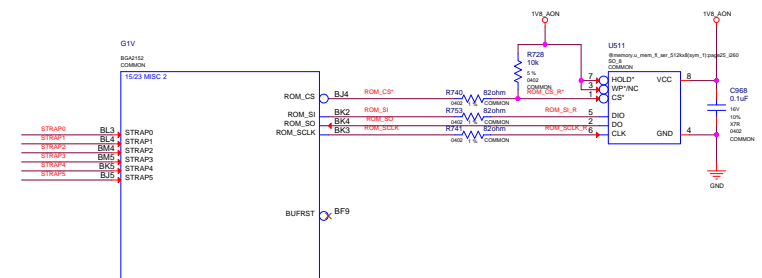 1V8_AON
1V8_AON
G1V
BGA2152
COMMON
15/23 MISC 2
R728
10k
5 %
0402
COMMON
U511
@memory.u_mem_fl_ser_512kx8(sym_1):page25_i260
SO_8
COMMON
7 HOLD* VCC 8
3 WP*/NC
1 CS*
C968
0.1uF
16V
10%
X7R
0402
COMMON
ROM_CS BJ4 ROM_CS* R740 82ohm ROM_CS_R*
0402 1 % COMMON
ROM_SI BK2 ROM_SI R753 82ohm ROM_SI_R 5 DIO
0402 1 % COMMON
ROM_SO BK4 ROM_SO 2 DO
ROM_SCLK BK3 ROM_SCLK R741 82ohm ROM_SCLK_R 6 CLK GND 4
0402 1 % COMMON
STRAP0 BL3 STRAP0
STRAP1 BL4 STRAP1
STRAP2 BM4 STRAP2
STRAP3 BM5 STRAP3
STRAP4 BK5 STRAP4
STRAP5 BJ5 STRAP5
GND
BUFRST BF9